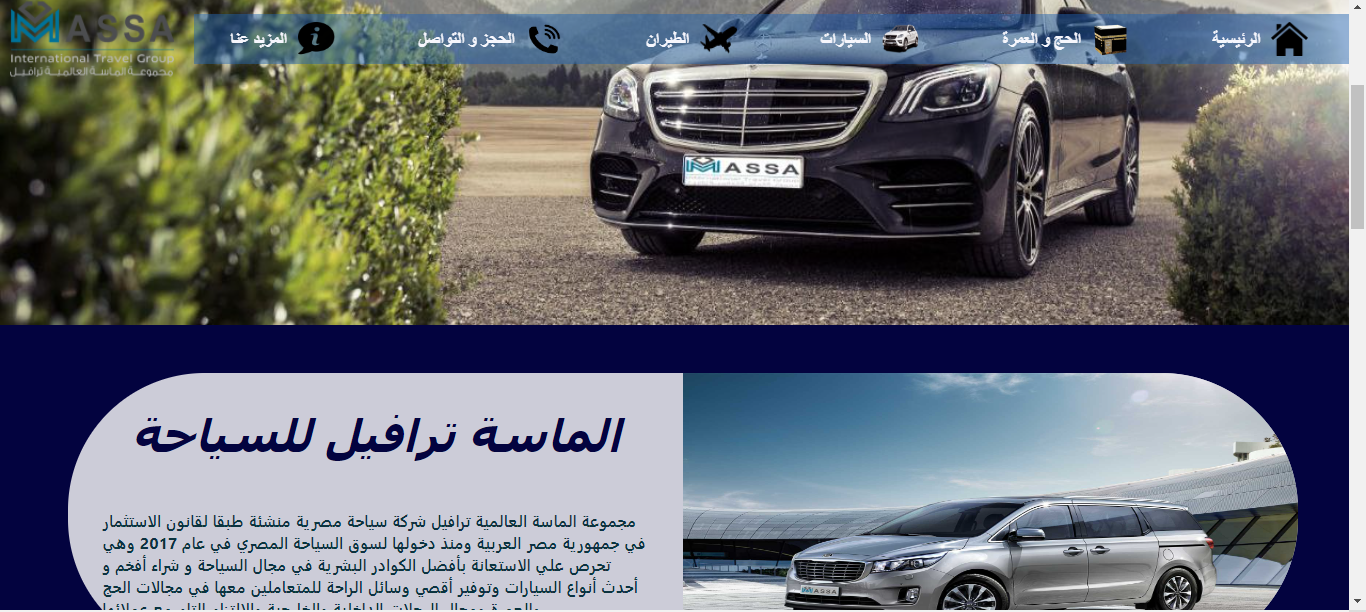 MASSA
International Travel Group
مجموعة الماسة العالمية ترافيل
الرئيسية
الحج و العمرة
السيارات
الطيران
الحجز و التواصل
المزيد عنا
MASSA
الماسة ترافيل للسياحة
مجموعة الماسة العالمية ترافيل شركة سياحة مصرية منشئة طبقا لقانون الاستثمار
في جمهورية مصر العربية ومنذ دخولها لسوق السياحة المصري في عام 2017 وهي
تحرص علي الاستعانة بأفضل الكوادر البشرية في مجال السياحة و شراء أفخم و
أحدث أنواع السيارات وتوفير أقصي وسائل الراحة للمتعاملين معها في مجالات الحج